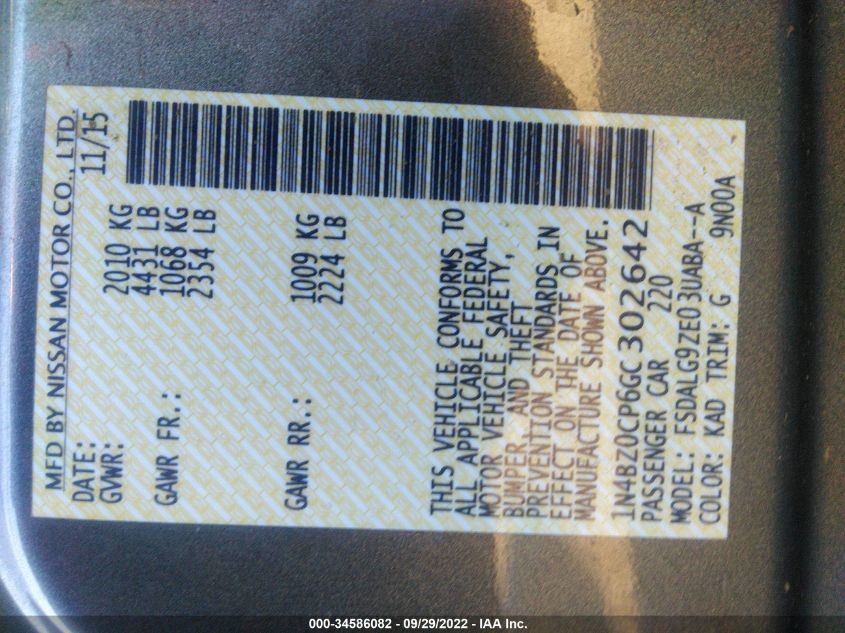 MFD BY NISSAN MOTOR CO., LTD.
DATE: 11/15
GVWR: 2010 KG
4431 LB
GAWR FR.: 1068 KG
2354 LB
GAWR RR.: 1009 KG
2224 LB
THIS VEHICLE CONFORMS TO
ALL APPLICABLE FEDERAL
MOTOR VEHICLE SAFETY,
BUMPER, AND THEFT
PREVENTION STANDARDS IN
EFFECT ON THE DATE OF
MANUFACTURE SHOWN ABOVE.
1N4BZ0CP6GC302642
PASSENGER CAR 220
MODEL: FSDALG9ZE03UABA--A
COLOR: KAD TRIM: G 9N00A
000-34586082 - 09/29/2022 - IAA Inc.